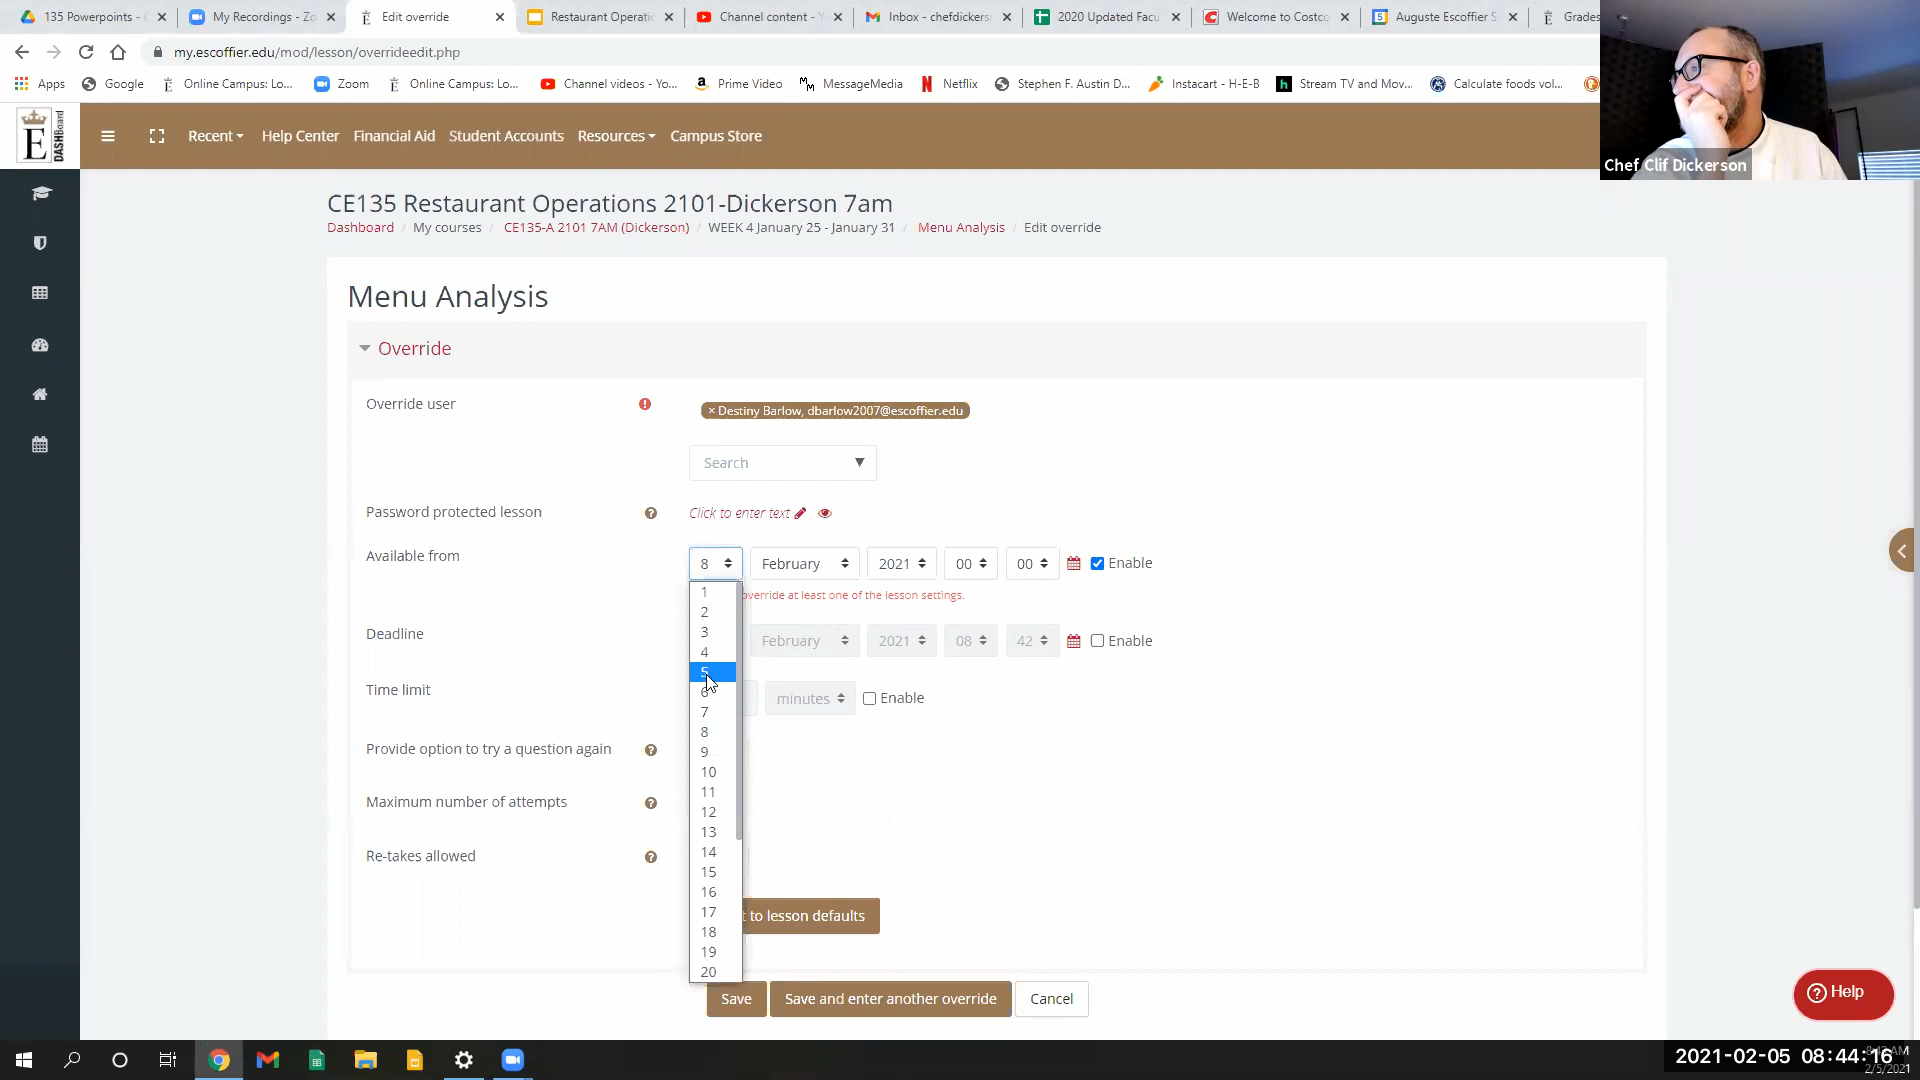 135 Powerpoints - G
My Recordings - Zo
Edit override
Restaurant Operatio
Channel content - Y
Inbox - chefdickers
2020 Updated Facu
Welcome to Costco
Auguste Escoffier S
Grades
my.escoffier.edu/mod/lesson/overrideedit.php
Apps
Google
Online Campus: Lo...
Zoom
Online Campus: Lo...
Channel videos - Yo...
Prime Video
MessageMedia
Netflix
Stephen F. Austin D...
Instacart - H-E-B
Stream TV and Mov...
Calculate foods vol...
E DASHBoard
Recent
Help Center
Financial Aid
Student Accounts
Resources
Campus Store
Chef Clif Dickerson
CE135 Restaurant Operations 2101-Dickerson 7am
Dashboard / My courses / CE135-A 2101 7AM (Dickerson) / WEEK 4 January 25 - January 31 / Menu Analysis / Edit override
Menu Analysis
Override
Override user
× Destiny Barlow, dbarlow2007@escoffier.edu
Search
Password protected lesson
Click to enter text
Available from
8 February 2021 00 00 Enable
override at least one of the lesson settings.
Deadline
February 2021 08 42 Enable
Time limit
minutes Enable
Provide option to try a question again
Maximum number of attempts
Re-takes allowed
1
2
3
4
5
6
7
8
9
10
11
12
13
14
15
16
17
18
19
20
t to lesson defaults
Save
Save and enter another override
Cancel
Help
2021-02-05 08:44:16
2/5/2021